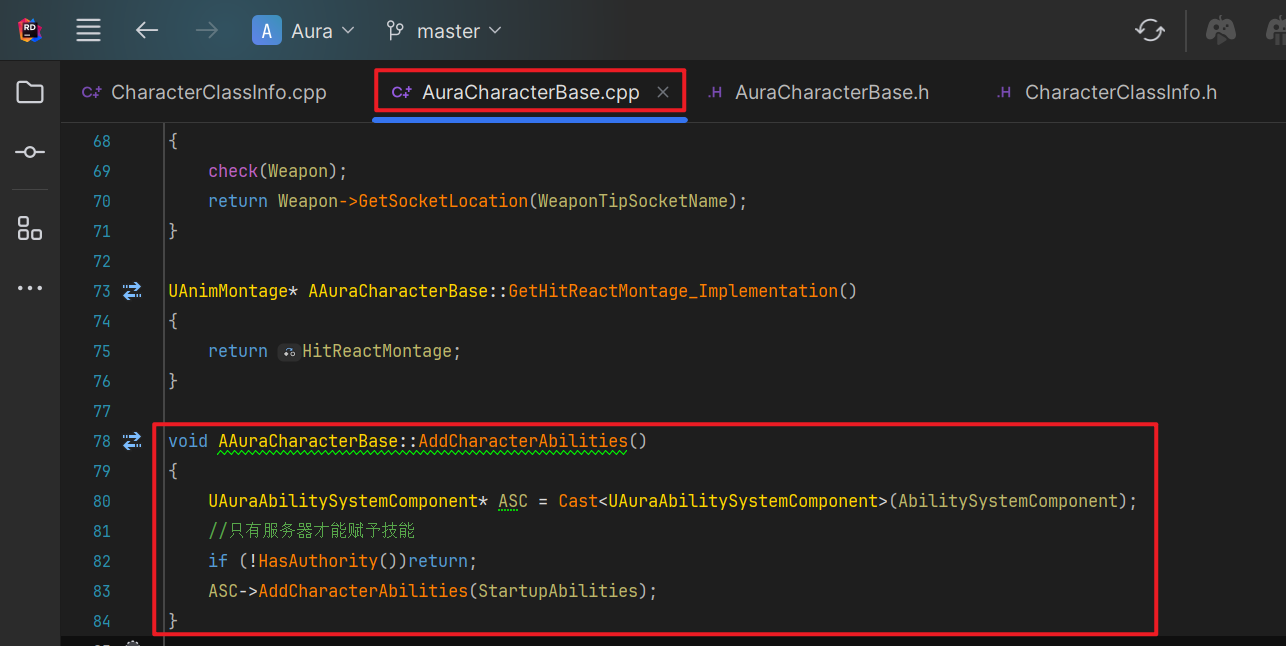 RD
A Aura master
CharacterClassInfo.cpp AuraCharacterBase.cpp .H AuraCharacterBase.h .H CharacterClassInfo.h
68 {
69 check(Weapon);
70 return Weapon->GetSocketLocation(WeaponTipSocketName);
71 }
72
73 UAnimMontage* AAuraCharacterBase::GetHitReactMontage_Implementation()
74 {
75 return HitReactMontage;
76 }
77
78 void AAuraCharacterBase::AddCharacterAbilities()
79 {
80 UAuraAbilitySystemComponent* ASC = Cast<UAuraAbilitySystemComponent>(AbilitySystemComponent);
81 //只有服务器才能赋予技能
82 if (!HasAuthority())return;
83 ASC->AddCharacterAbilities(StartupAbilities);
84 }